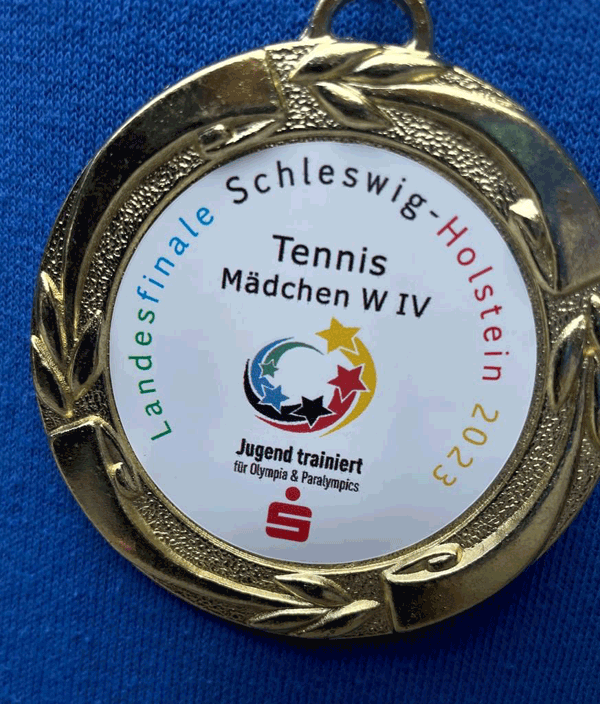 Landesfinale Schleswig-Holstein 2023
Tennis
Mädchen W IV
Jugend trainiert
für Olympia & Paralympics